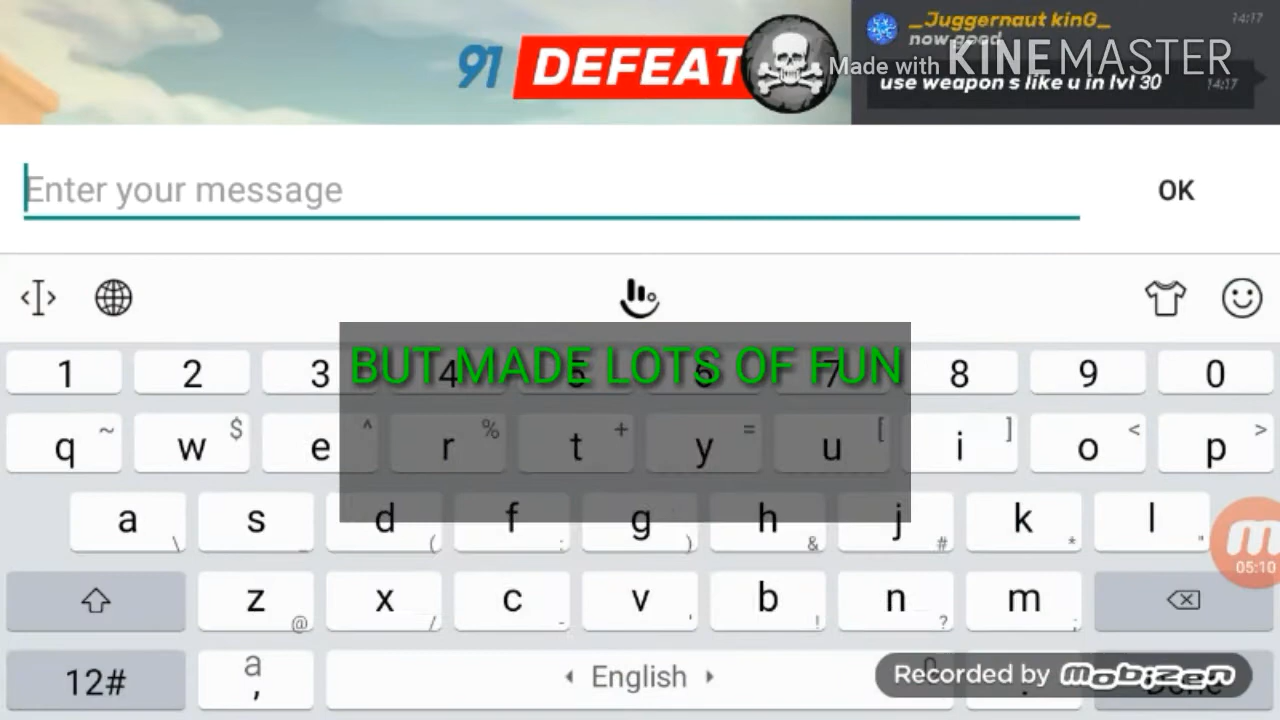 _Juggernaut kinG_ 14:17
now good
91 DEFEAT
Made with KINEMASTER
use weapon s like u in lvl 30 14:17
Enter your message OK
BUT MADE LOTS OF FUN
1 2 3 4 5 6 7 8 9 0
~ $ ^ % + = [ ] < >
q w e r t y u i o p
a s d f g h j k l
\ _ ( : ) & # * "
z x c v b n m
@ / - ' ! ? ;
12# a , English . Done
Recorded by mobizen
05:10